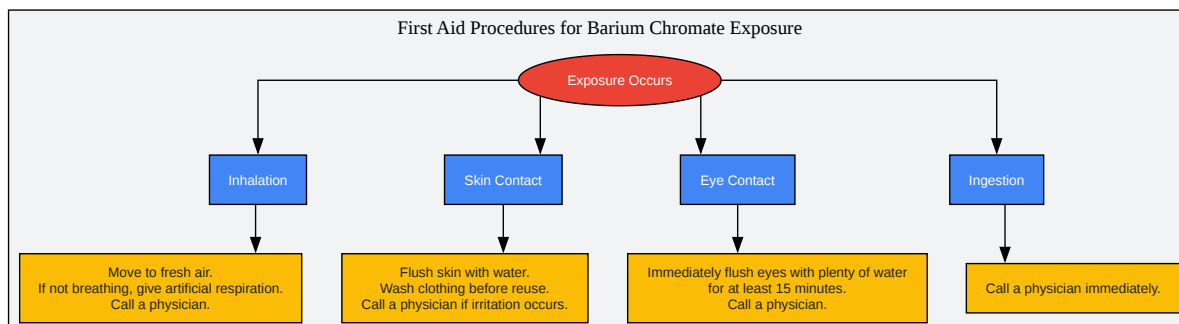 First Aid Procedures for Barium Chromate Exposure
Exposure Occurs
Inhalation
Skin Contact
Eye Contact
Ingestion
Move to fresh air.
If not breathing, give artificial respiration.
Call a physician.
Flush skin with water.
Wash clothing before reuse.
Call a physician if irritation occurs.
Immediately flush eyes with plenty of water
for at least 15 minutes.
Call a physician.
Call a physician immediately.